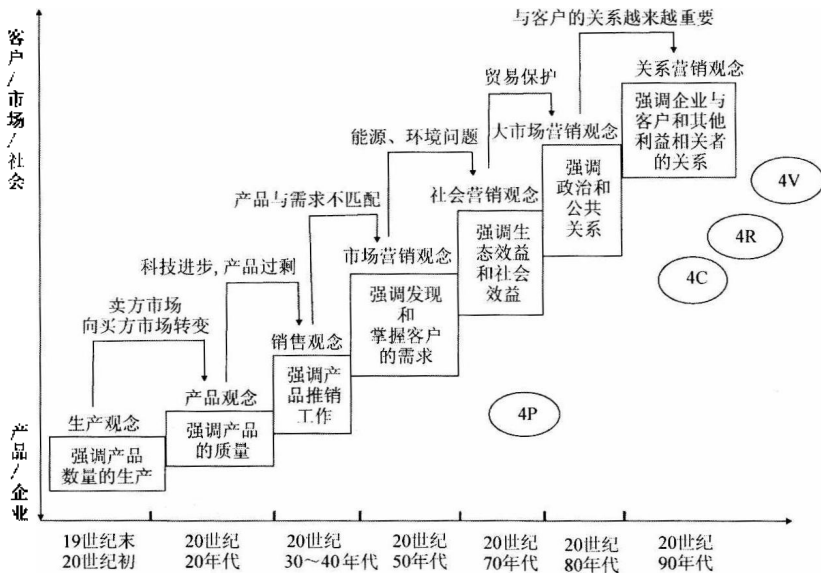 客户/市场/社会
产品/企业
与客户的关系越来越重要
关系营销观念
强调企业与
客户和其他
利益相关者
的关系
贸易保护
大市场营销观念
强调
政治和
公共
关系
能源、环境问题
社会营销观念
强调生
态效益
和社会
效益
产品与需求不匹配
市场营销观念
强调发现
和
掌握客户
的需求
科技进步,产品过剩
销售观念
强调产
品推销
工作
卖方市场
向买方市场转变
产品观念
强调产品
的质量
生产观念
强调产品
数量的生产
4V
4R
4C
4P
19世纪末
20世纪初
20世纪
20年代
20世纪
30～40年代
20世纪
50年代
20世纪
70年代
20世纪
80年代
20世纪
90年代